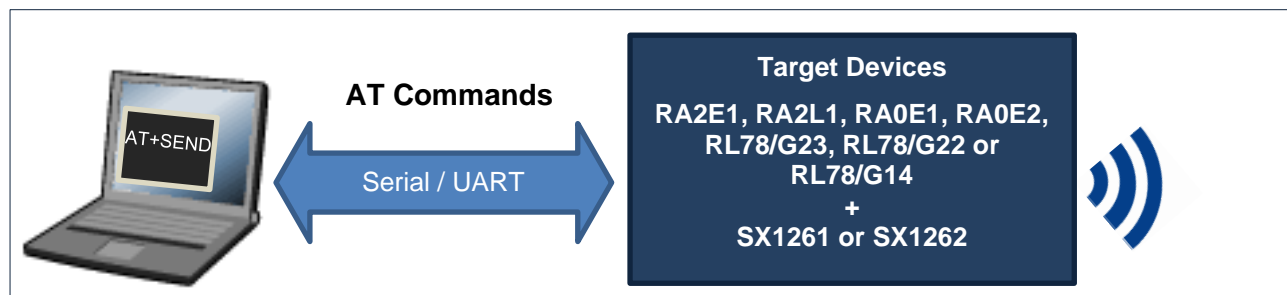 AT+SEND
AT Commands
Serial / UART
Target Devices
RA2E1, RA2L1, RA0E1, RA0E2,
RL78/G23, RL78/G22 or
RL78/G14
+
SX1261 or SX1262